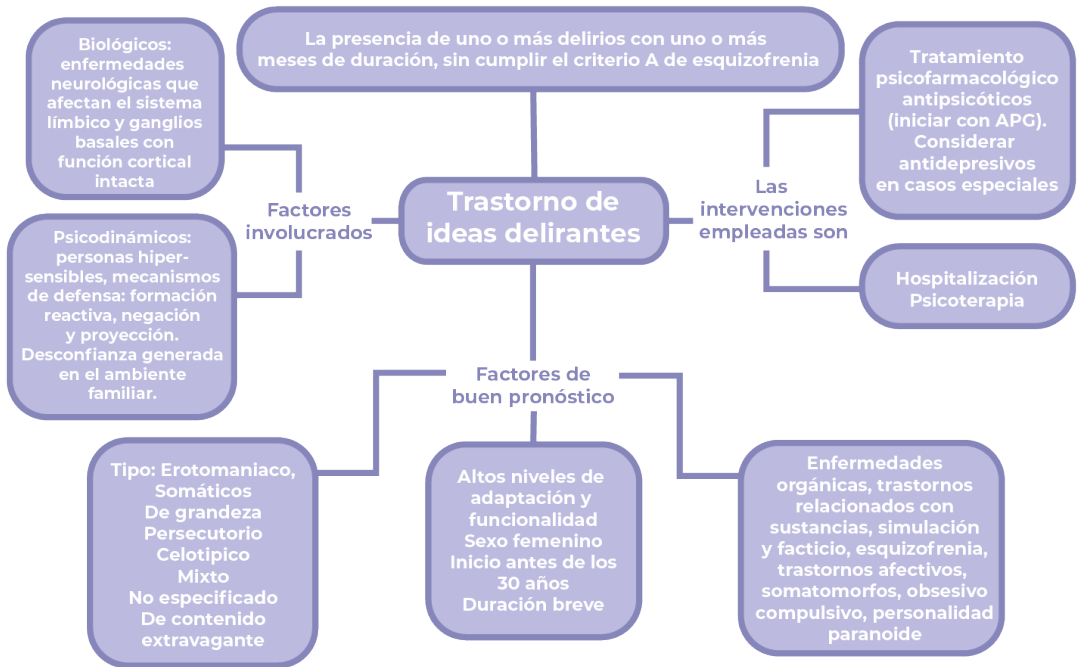 La presencia de uno o más delirios con uno o más
meses de duración, sin cumplir el criterio A de esquizofrenia
Biológicos:
enfermedades
neurológicas que
afectan el sistema
límbico y ganglios
basales con
función cortical
intacta
Tratamiento
psicofarmacológico
antipsicóticos
(iniciar con APG).
Considerar
antidepresivos
en casos especiales
Factores
involucrados
Trastorno de
ideas delirantes
Las
intervenciones
empleadas son
Psicodinámicos:
personas hiper-
sensibles, mecanismos
de defensa: formación
reactiva, negación
y proyección.
Desconfianza generada
en el ambiente
familiar.
Hospitalización
Psicoterapia
Factores de
buen pronóstico
Tipo: Erotomaniaco,
Somáticos
De grandeza
Persecutorio
Celotipico
Mixto
No especificado
De contenido
extravagante
Altos niveles de
adaptación y
funcionalidad
Sexo femenino
Inicio antes de los
30 años
Duración breve
Enfermedades
orgánicas, trastornos
relacionados con
sustancias, simulación
y facticio, esquizofrenia,
trastornos afectivos,
somatomorfos, obsesivo
compulsivo, personalidad
paranoide